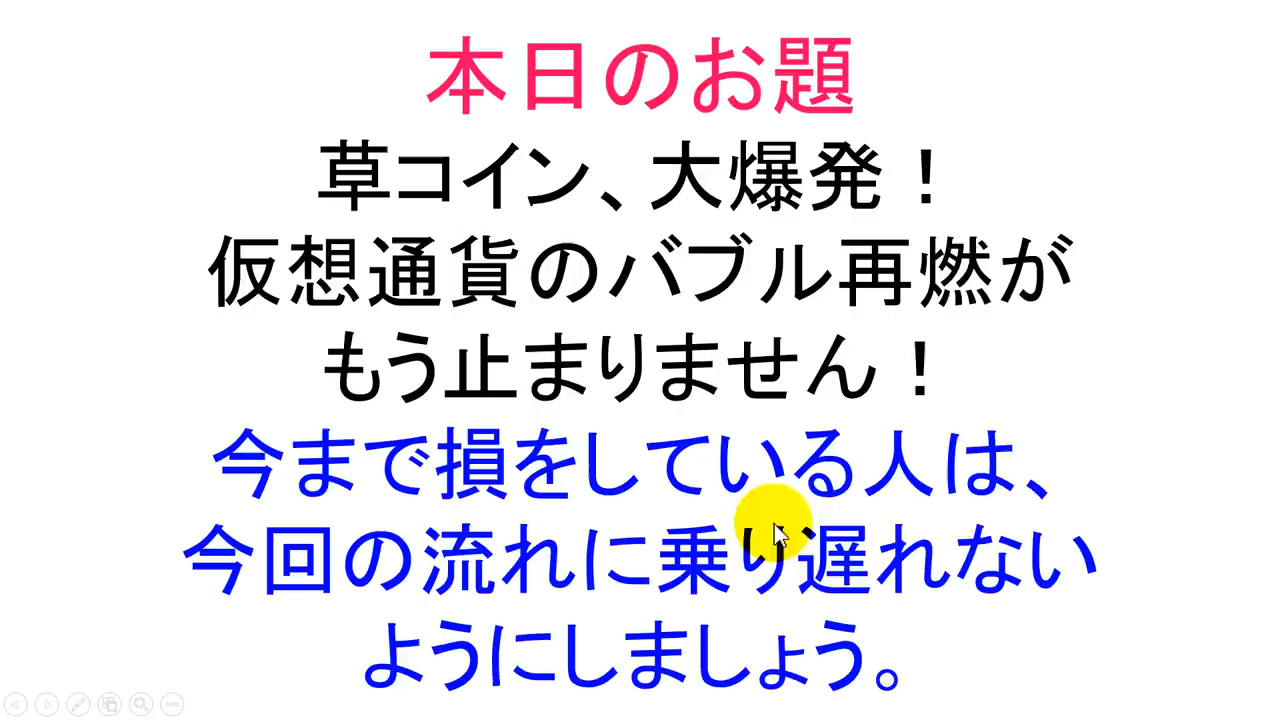 本日のお題
草コイン、大爆発！
仮想通貨のバブル再燃が
もう止まりません！
今まで損をしている人は、
今回の流れに乗り遅れない
ようにしましょう。